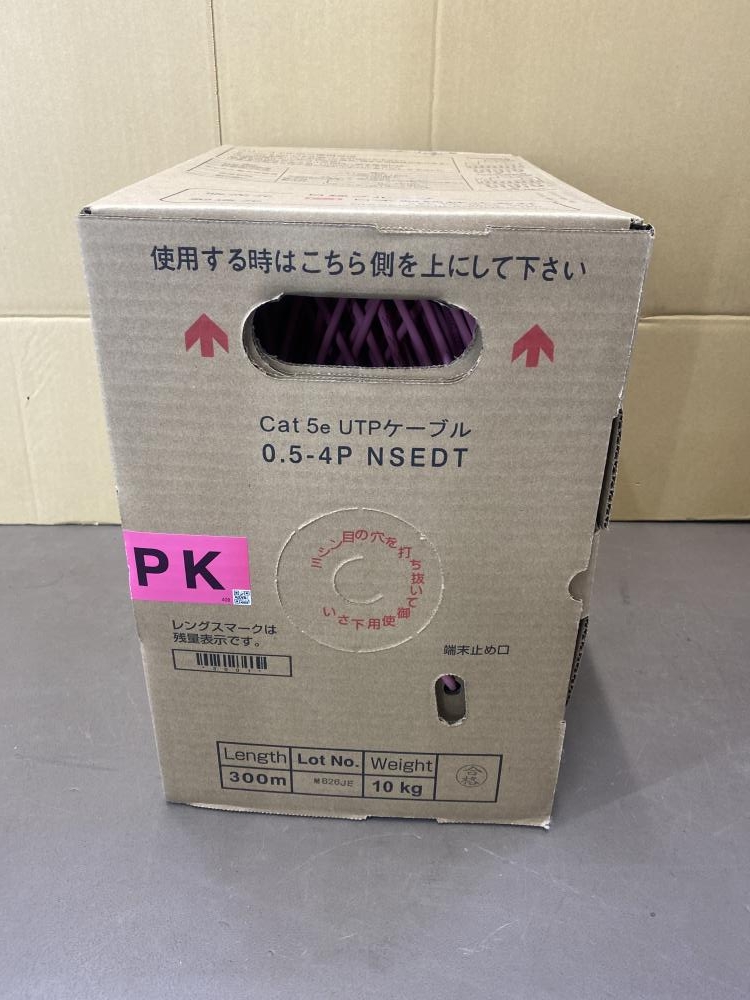 使用する時はこちら側を上にして下さい
Cat 5e UTPケーブル
0.5-4P NSEDT
ミシン目の穴を打ち抜いて御使用下さい
PK
レングスマークは
残量表示です。
端末止め口
Length Lot No. Weight
300m M826JE 10 kg
合格